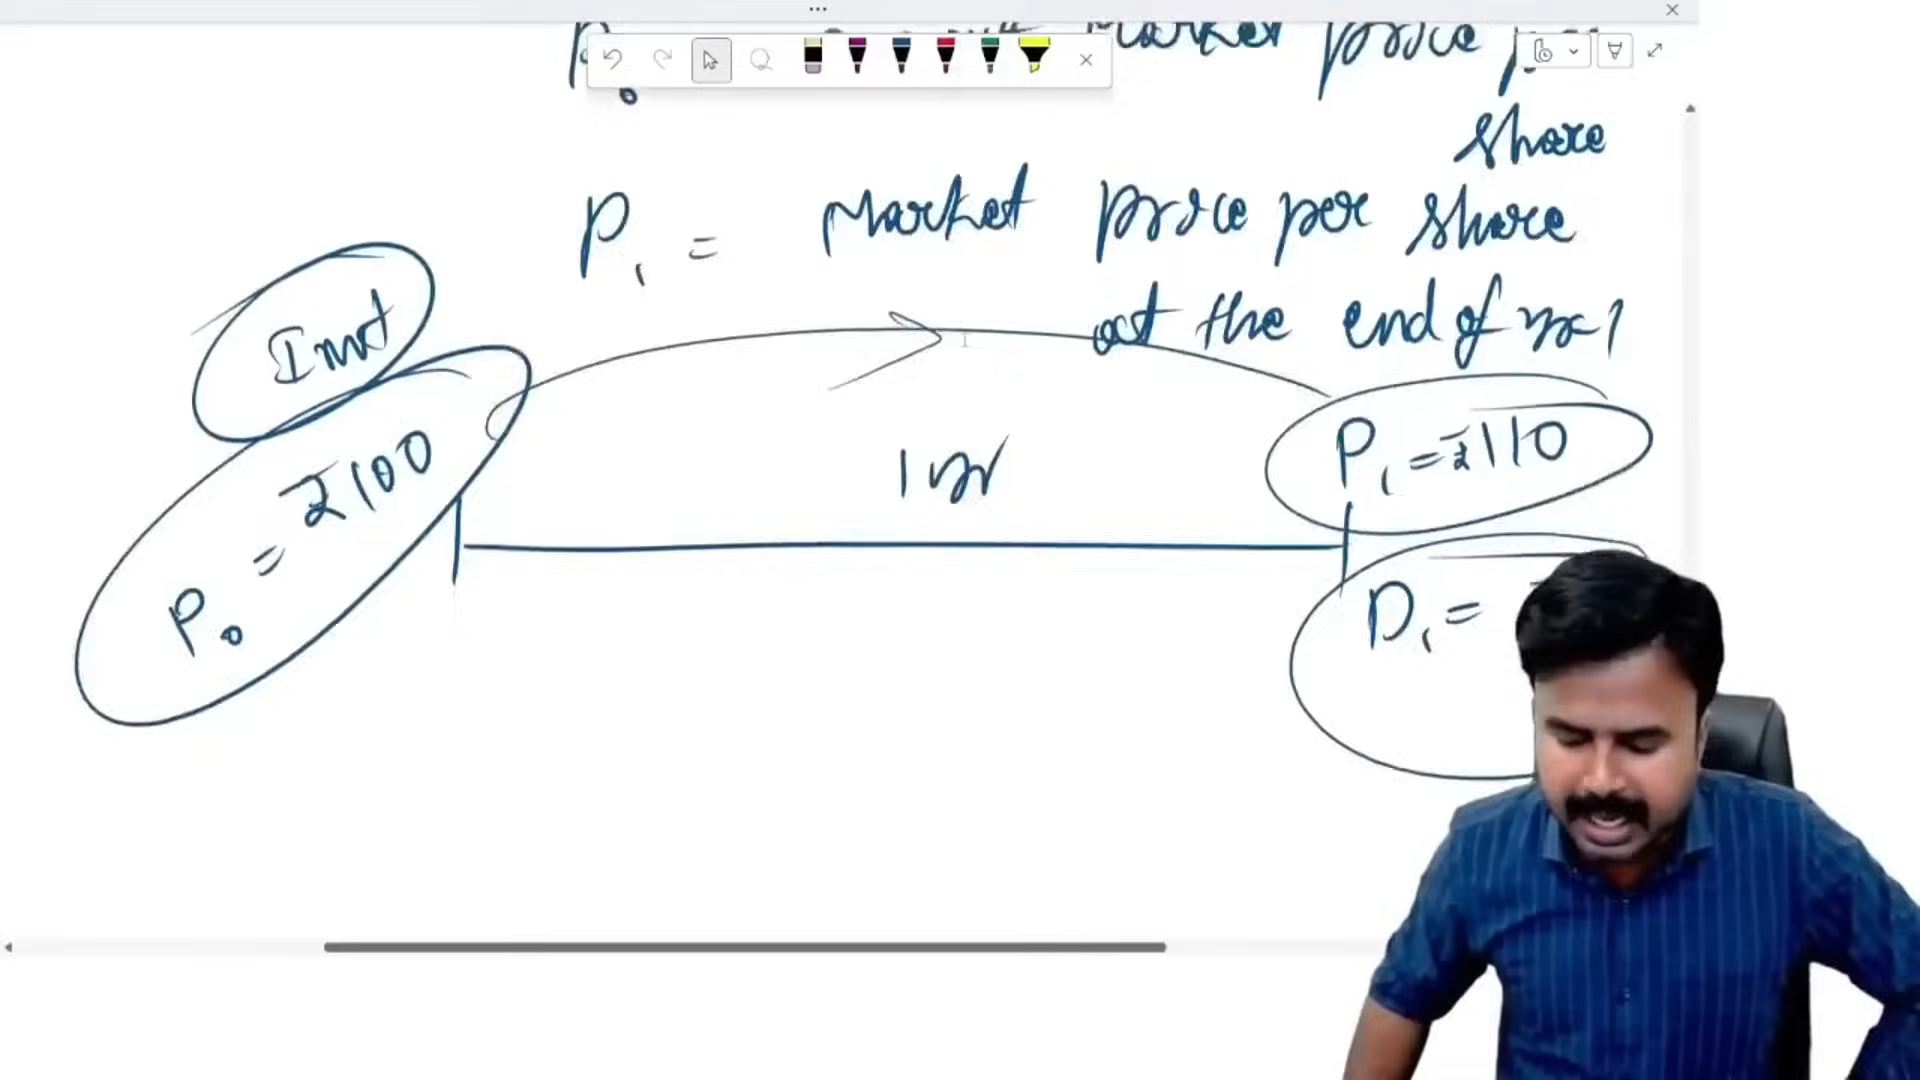 P₀ market price per
share
P₁ = Market price per share
at the end of yr 1
Invt
P₀ = ₹100
1 yr
P₁ = ₹110
D₁ =